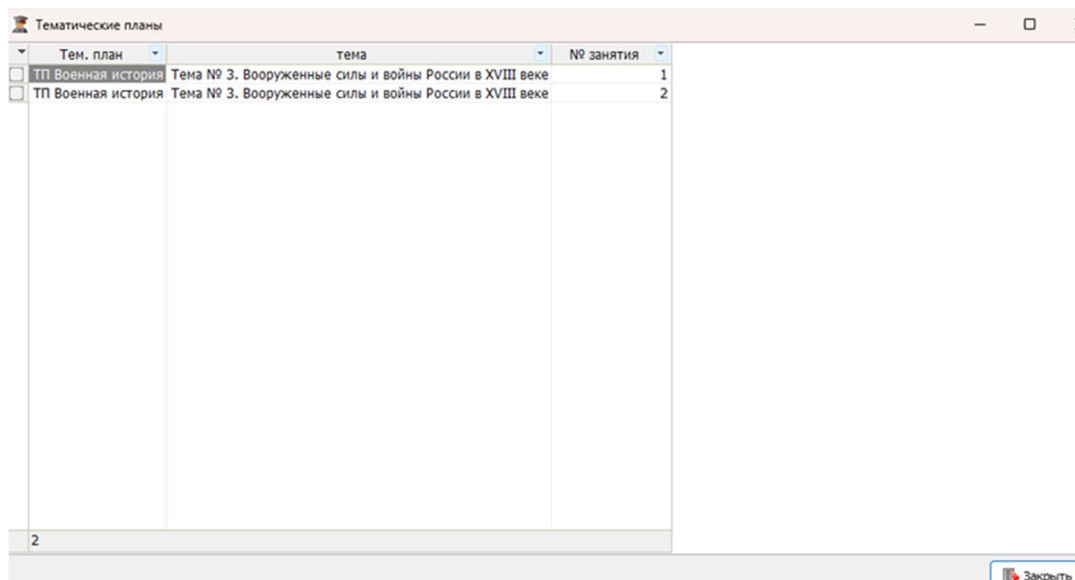 Тематические планы
Тем. план тема № занятия
ТП Военная история Тема № 3. Вооруженные силы и войны России в XVIII веке 1
ТП Военная история Тема № 3. Вооруженные силы и войны России в XVIII веке 2
2
Закрыть